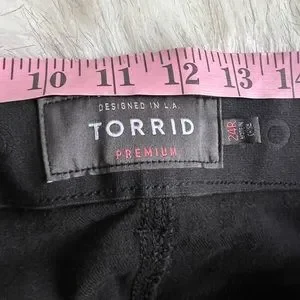 10 11 12 13 14
DESIGNED IN L.A.
TORRID
PREMIUM
24R